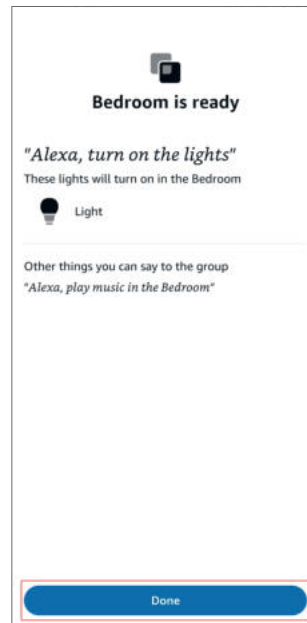 Bedroom is ready
"Alexa, turn on the lights"
These lights will turn on in the Bedroom
Light
Other things you can say to the group
"Alexa, play music in the Bedroom"
Done